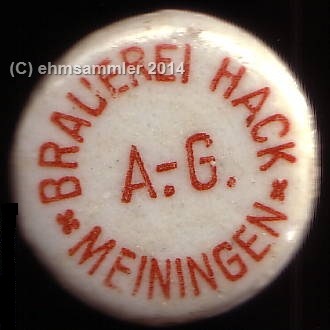 (C) ehmsammler 2014
BRAUEREI HACK
A.-G.
* MEININGEN *